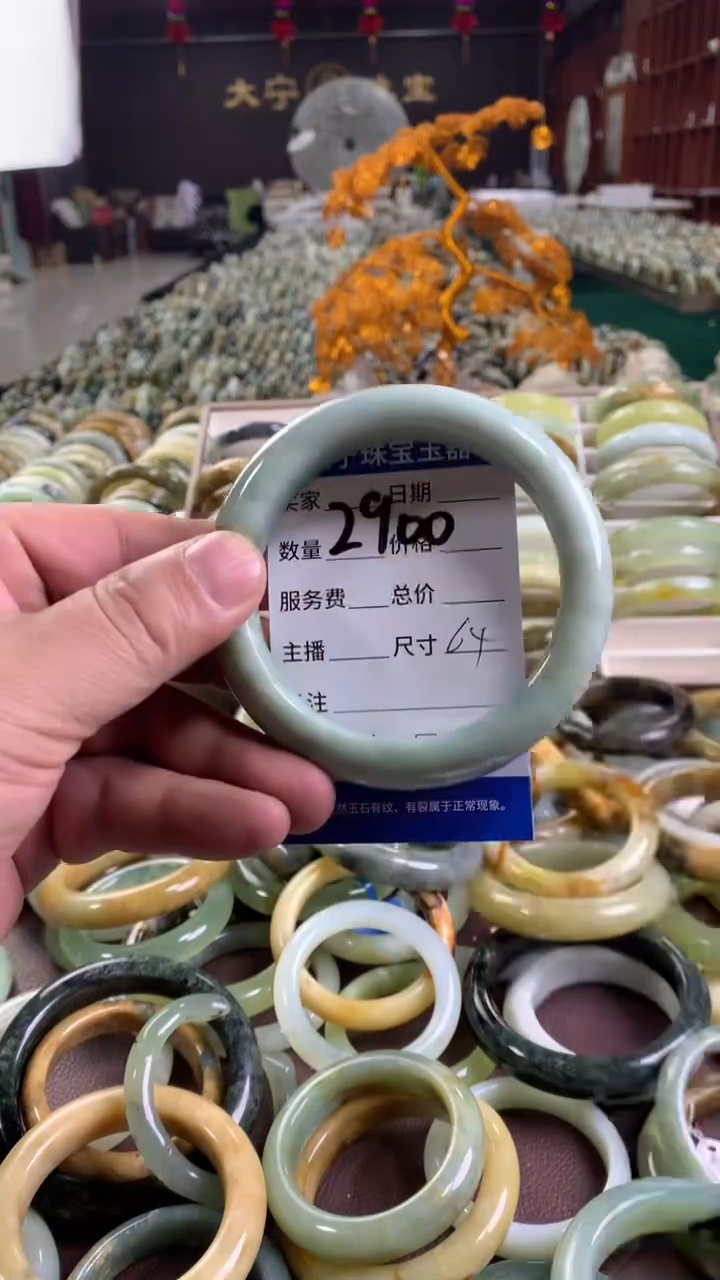 大宁 宝
宁珠宝玉器
买家 日期
2900
数量 价格
服务费 总价
主播 尺寸 64
注
然玉石有纹、有裂属于正常现象。